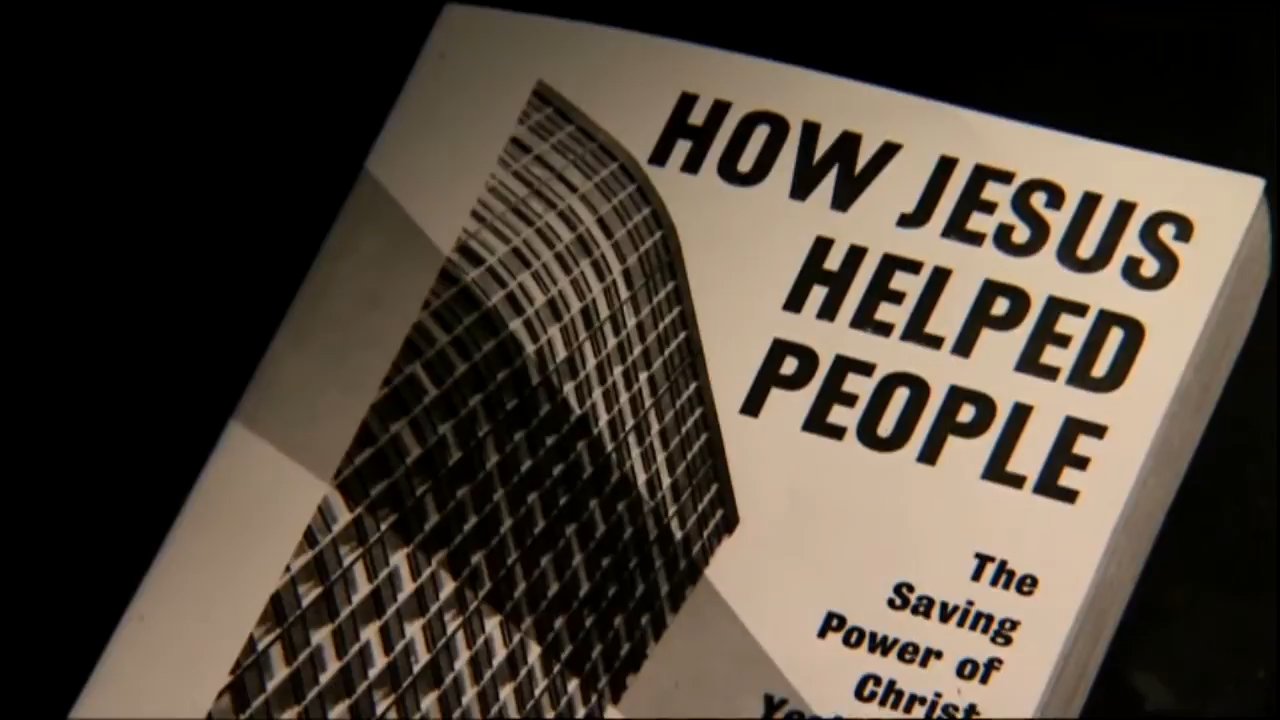 HOW JESUS
HELPED
PEOPLE
The
Saving
Power of
Christ